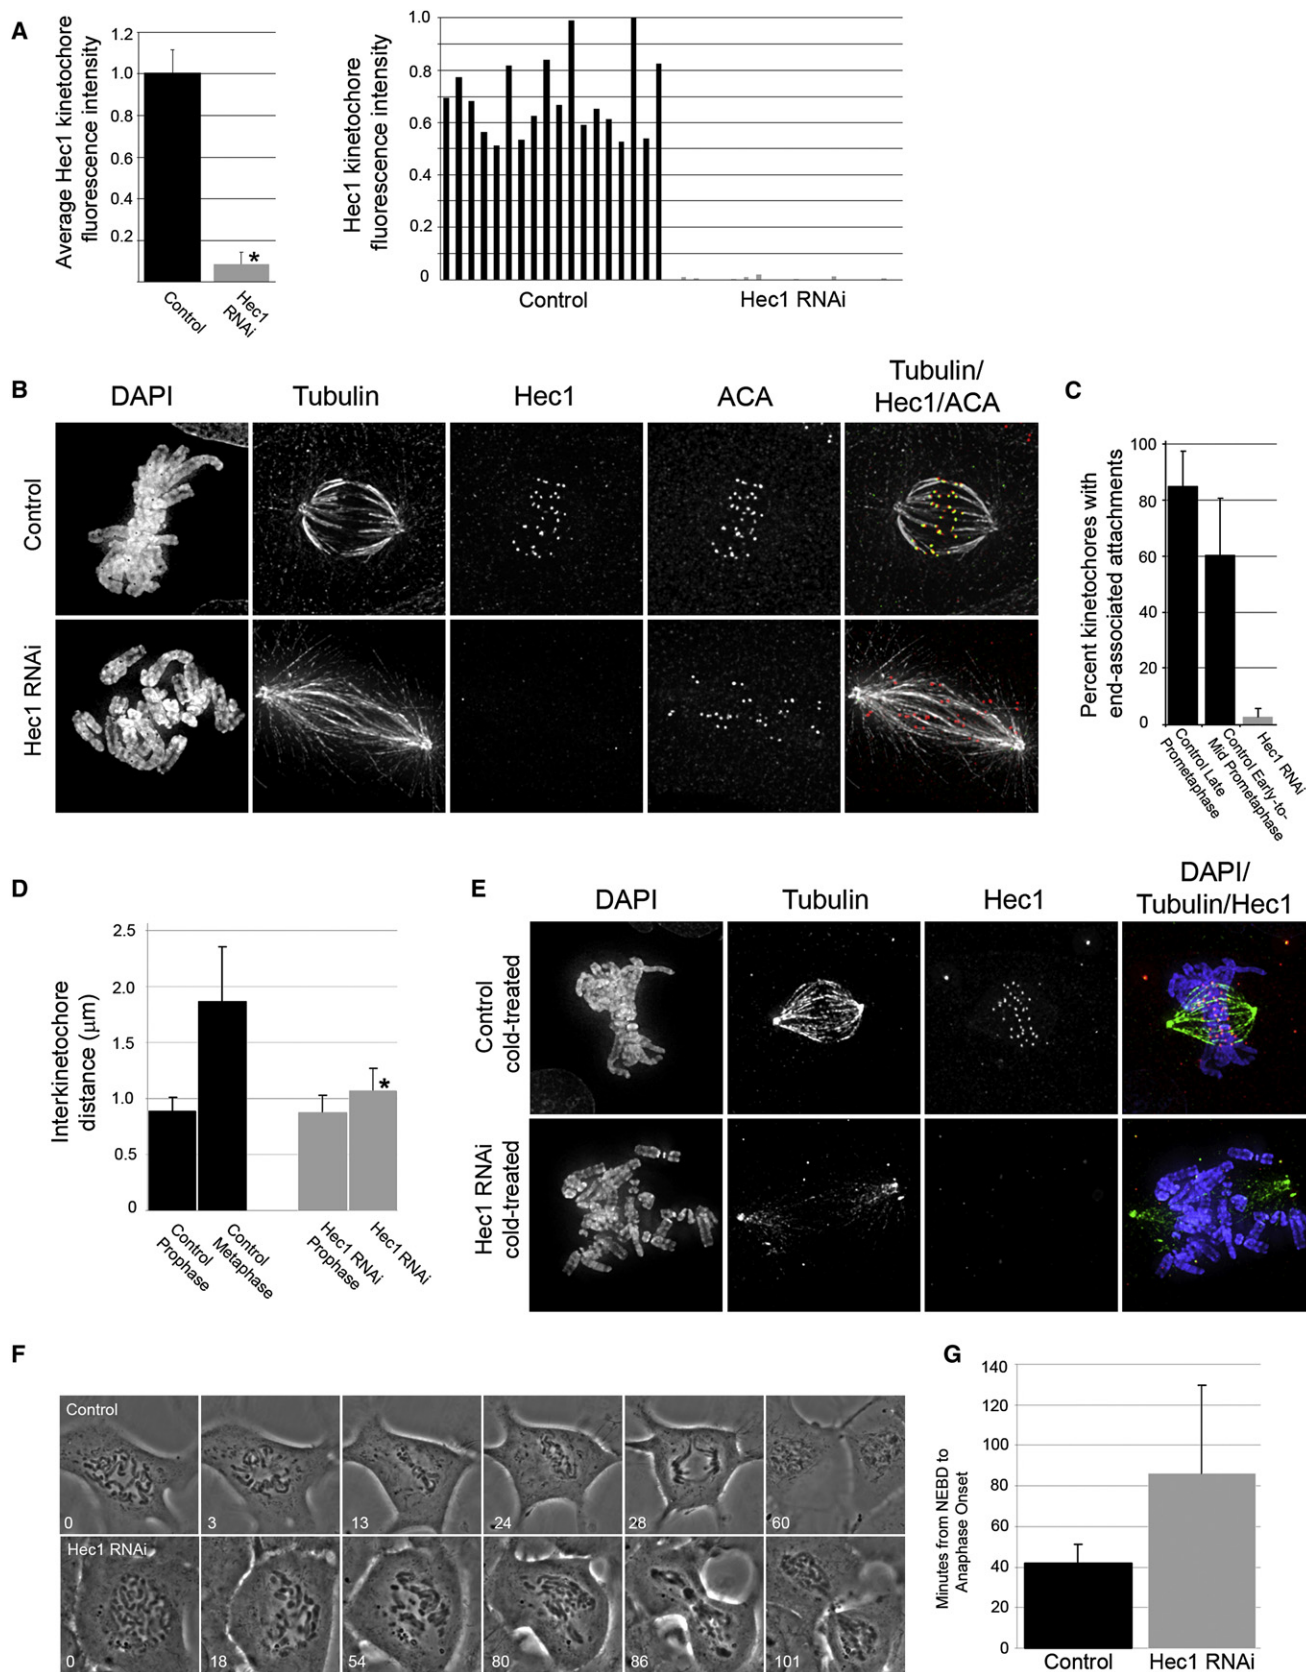 A
Average Hec1 kinetochore
fluorescence intensity
1.2
1.0
0.8
0.6
0.4
0.2
*
Control
Hec1
RNAi
Hec1 kinetochore
fluorescence intensity
1.0
0.8
0.6
0.4
0.2
0
Control
Hec1 RNAi
B
DAPI
Tubulin
Hec1
ACA
Tubulin/
Hec1/ACA
Control
Hec1 RNAi
C
Percent kinetochores with
end-associated attachments
100
80
60
40
20
0
Control Late
Prometaphase
Control Early-to-
Mid Prometaphase
Hec1 RNAi
D
Interkinetochore
distance (μm)
2.5
2.0
1.5
1.0
0.5
0
*
Control
Prophase
Control
Metaphase
Hec1 RNAi
Prophase
Hec1 RNAi
E
DAPI
Tubulin
Hec1
DAPI/
Tubulin/Hec1
Control
cold-treated
Hec1 RNAi
cold-treated
F
Control
0
3
13
24
28
60
Hec1 RNAi
0
18
54
80
86
101
G
Minutes from NEBD to
Anaphase Onset
140
120
100
80
60
40
20
0
Control
Hec1 RNAi